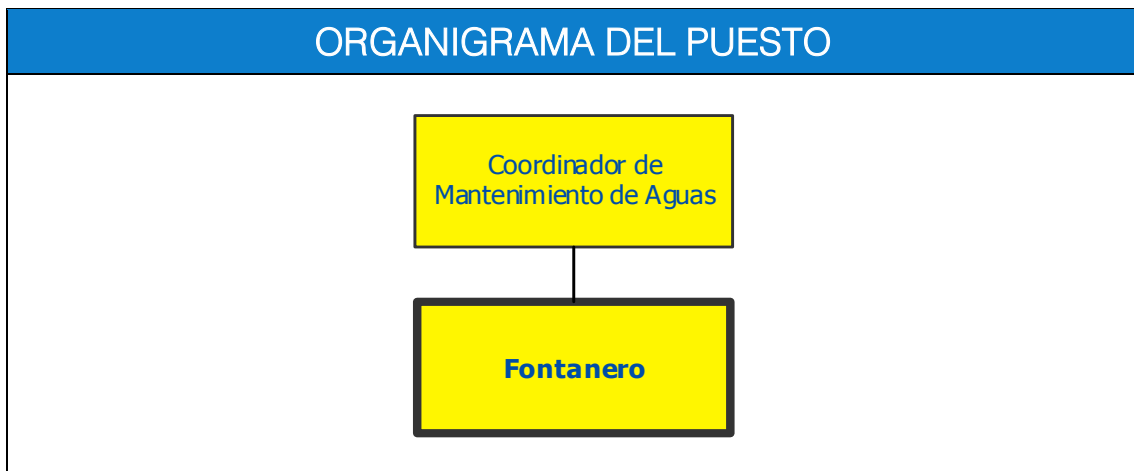 ORGANIGRAMA DEL PUESTO
Coordinador de
Mantenimiento de Aguas
Fontanero